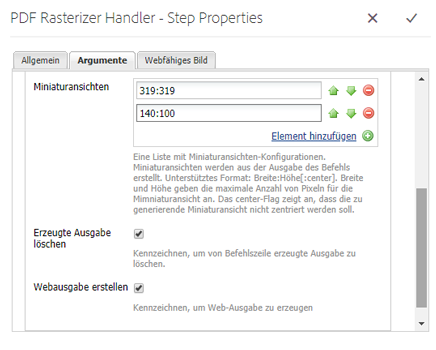 PDF Rasterizer Handler - Step Properties
Allgemein Argumente Webfähiges Bild
Miniaturansichten
319:319
140:100
Element hinzufügen
Eine Liste mit Miniaturansichten-Konfigurationen.
Miniaturansichten werden aus der Ausgabe des Befehls
erstellt. Unterstütztes Format: Breite:Höhe[:center]. Breite
und Höhe geben die maximale Anzahl von Pixeln für die
Mimniaturansicht an. Das center-Flag zeigt an, dass die zu
generierende Miniaturansicht nicht zentriert werden soll.
Erzeugte Ausgabe
löschen
Kennzeichnen, um von Befehlszeile erzeugte Ausgabe zu
löschen.
Webausgabe erstellen
Kennzeichnen, um Web-Ausgabe zu erzeugen